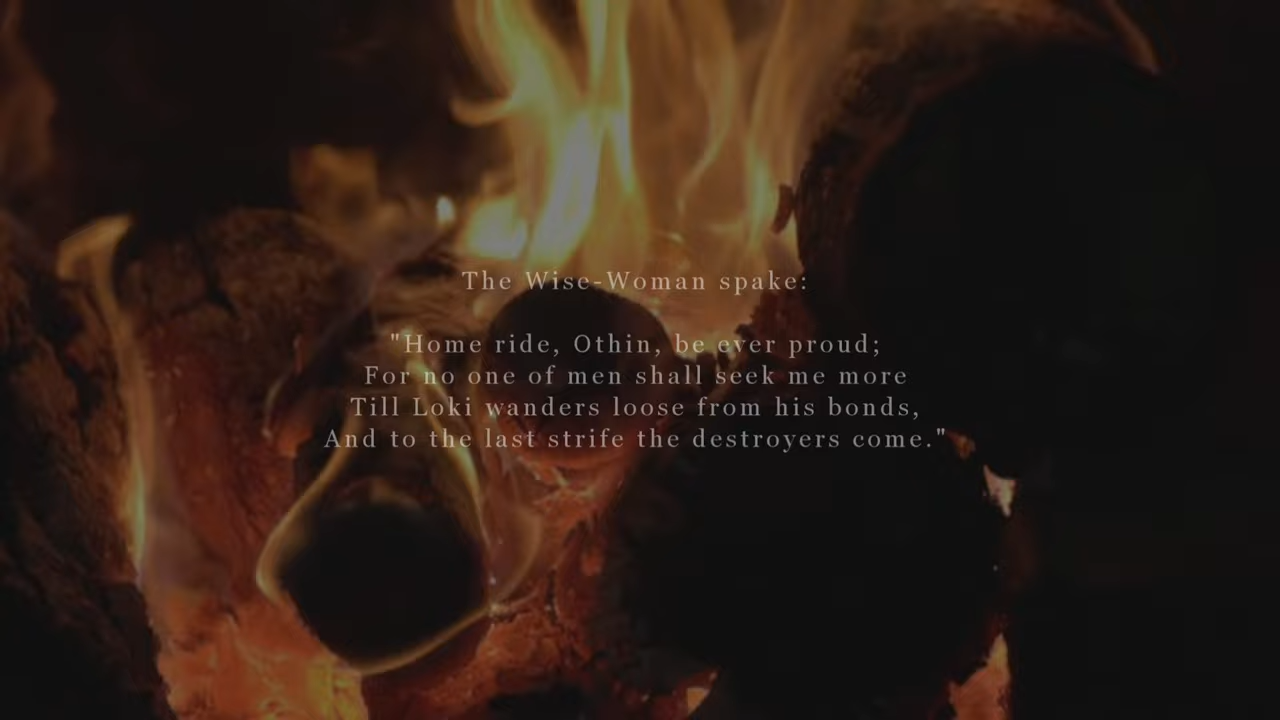 The Wise-Woman spake:
"Home ride, Othin, be ever proud;
For no one of men shall seek me more
Till Loki wanders loose from his bonds,
And to the last strife the destroyers come."